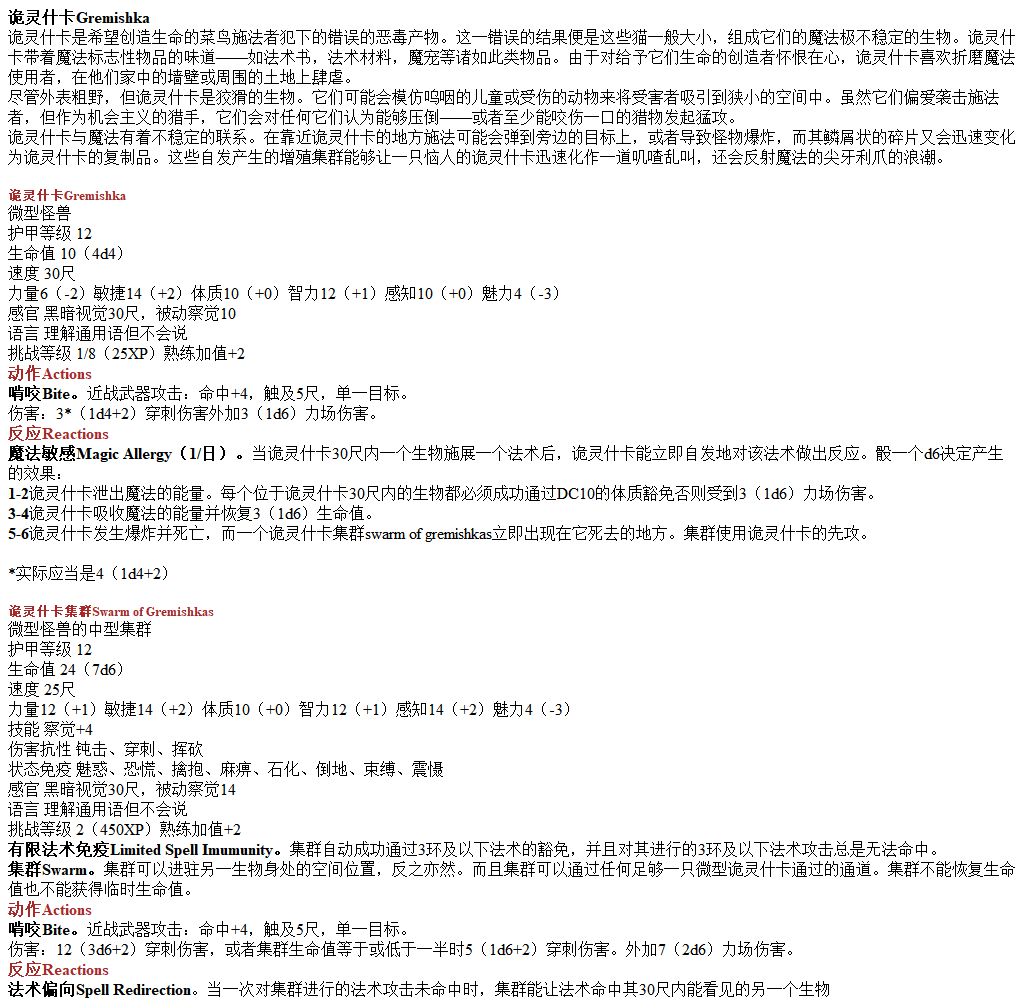 诡灵什卡Gremishka
诡灵什卡是希望创造生命的菜鸟施法者犯下的错误的恶毒产物。这一错误的结果便是这些猫一般大小，组成它们的魔法极不稳定的生物。诡灵什
卡带着魔法标志性物品的味道——如法术书，法术材料，魔宠等诸如此类物品。由于对给予它们生命的创造者怀恨在心，诡灵什卡喜欢折磨魔法
使用者，在他们家中的墙壁或周围的土地上肆虐。
尽管外表粗野，但诡灵什卡是狡猾的生物。它们可能会模仿呜咽的儿童或受伤的动物来将受害者吸引到狭小的空间中。虽然它们偏爱袭击施法
者，但作为机会主义的猎手，它们会对任何它们认为能够压倒——或者至少能咬伤一口的猎物发起猛攻。
诡灵什卡与魔法有着不稳定的联系。在靠近诡灵什卡的地方施法可能会弹到旁边的目标上，或者导致怪物爆炸，而其鳞屑状的碎片又会迅速变化
为诡灵什卡的复制品。这些自发产生的增殖集群能够让一只恼人的诡灵什卡迅速化作一道叽喳乱叫，还会反射魔法的尖牙利爪的浪潮。
诡灵什卡Gremishka
微型怪兽
护甲等级 12
生命值 10（4d4）
速度 30尺
力量6（-2）敏捷14（+2）体质10（+0）智力12（+1）感知10（+0）魅力4（-3）
感官 黑暗视觉30尺，被动察觉10
语言 理解通用语但不会说
挑战等级 1/8（25XP）熟练加值+2
动作Actions
啃咬Bite。近战武器攻击：命中+4，触及5尺，单一目标。
伤害：3*（1d4+2）穿刺伤害外加3（1d6）力场伤害。
反应Reactions
魔法敏感Magic Allergy（1/日）。当诡灵什卡30尺内一个生物施展一个法术后，诡灵什卡能立即自发地对该法术做出反应。骰一个d6决定产生
的效果：
1-2诡灵什卡泄出魔法的能量。每个位于诡灵什卡30尺内的生物都必须成功通过DC10的体质豁免否则受到3（1d6）力场伤害。
3-4诡灵什卡吸收魔法的能量并恢复3（1d6）生命值。
5-6诡灵什卡发生爆炸并死亡，而一个诡灵什卡集群swarm of gremishkas立即出现在它死去的地方。集群使用诡灵什卡的先攻。
*实际应当是4（1d4+2）
诡灵什卡集群Swarm of Gremishkas
微型怪兽的中型集群
护甲等级 12
生命值 24（7d6）
速度 25尺
力量12（+1）敏捷14（+2）体质10（+0）智力12（+1）感知14（+2）魅力4（-3）
技能 察觉+4
伤害抗性 钝击、穿刺、挥砍
状态免疫 魅惑、恐慌、擒抱、麻痹、石化、倒地、束缚、震慑
感官 黑暗视觉30尺，被动察觉14
语言 理解通用语但不会说
挑战等级 2（450XP）熟练加值+2
有限法术免疫Limited Spell Imumunity。集群自动成功通过3环及以下法术的豁免，并且对其进行的3环及以下法术攻击总是无法命中。
集群Swarm。集群可以进驻另一生物身处的空间位置，反之亦然。而且集群可以通过任何足够一只微型诡灵什卡通过的通道。集群不能恢复生命
值也不能获得临时生命值。
动作Actions
啃咬Bite。近战武器攻击：命中+4，触及5尺，单一目标。
伤害：12（3d6+2）穿刺伤害，或者集群生命值等于或低于一半时5（1d6+2）穿刺伤害。外加7（2d6）力场伤害。
反应Reactions
法术偏向Spell Redirection。当一次对集群进行的法术攻击未命中时，集群能让法术命中其30尺内能看见的另一个生物